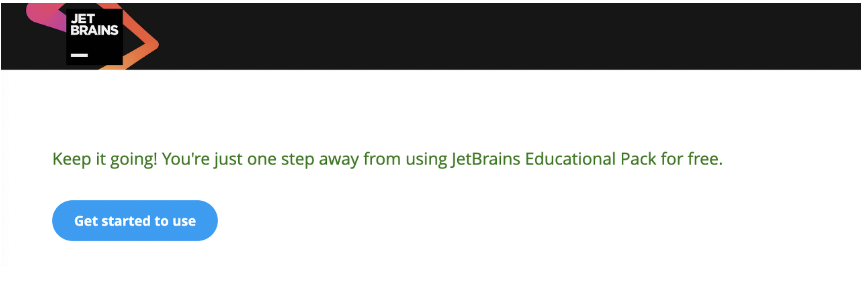 JET
BRAINS
Keep it going! You're just one step away from using JetBrains Educational Pack for free.
Get started to use